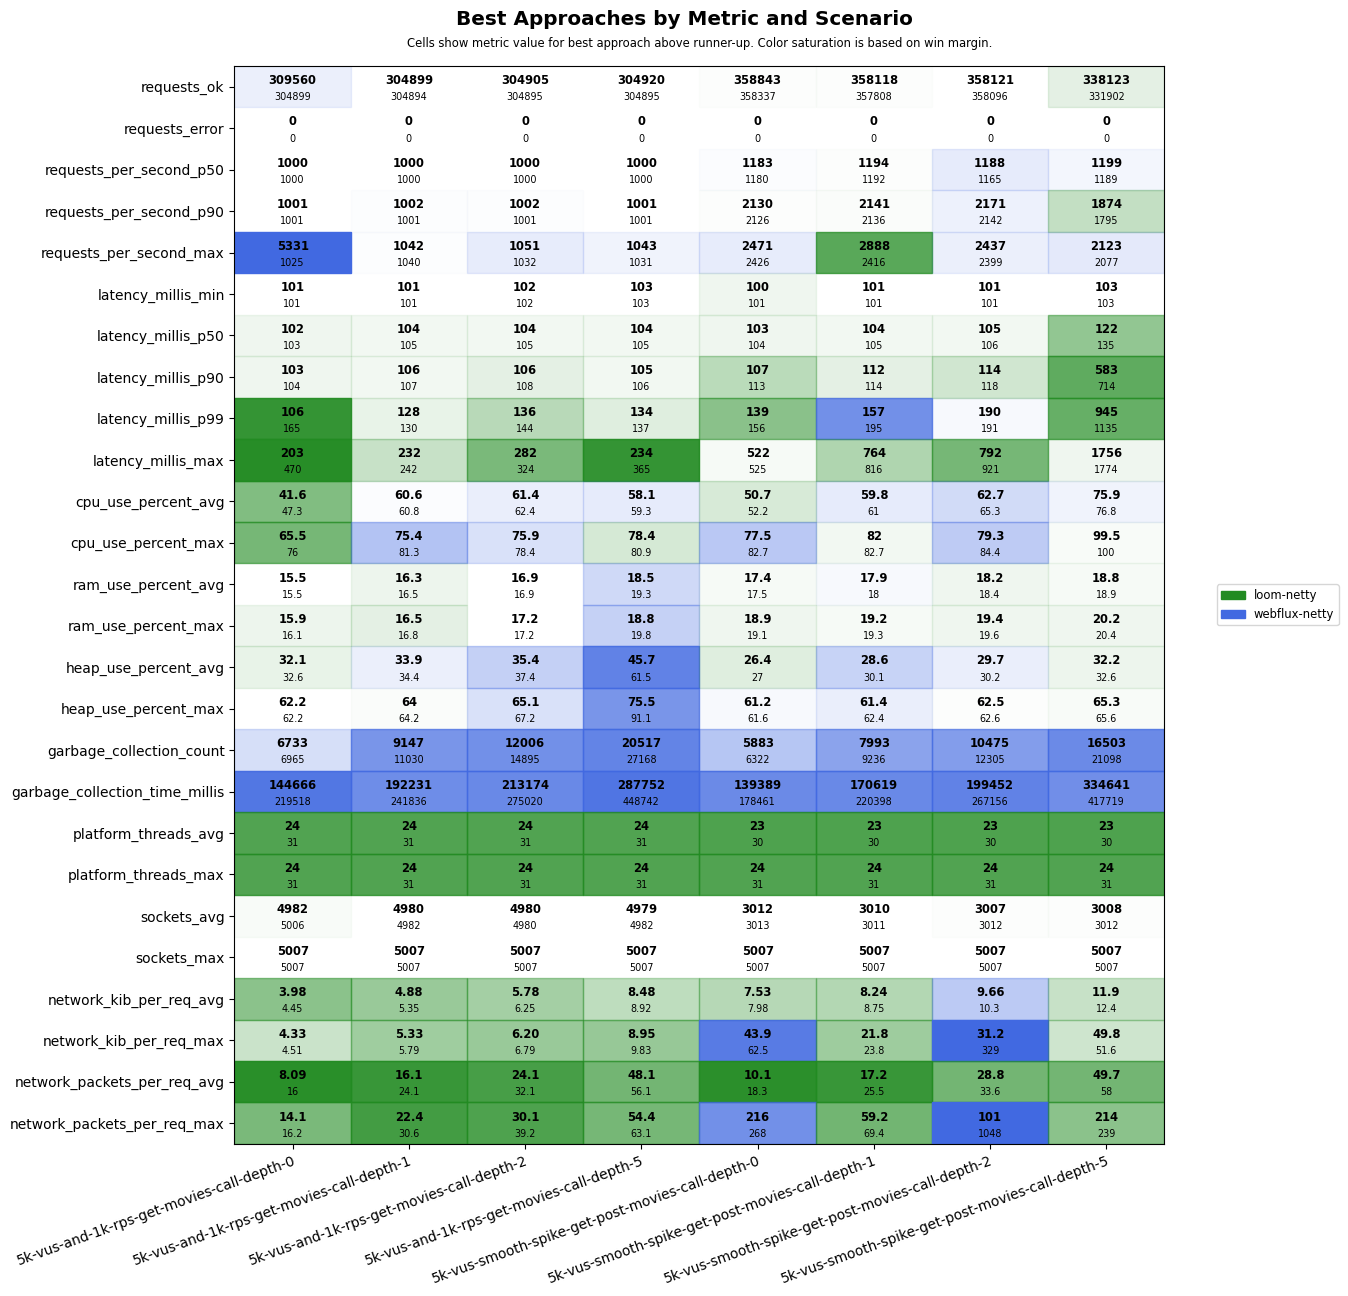 Best Approaches by Metric and Scenario
Cells show metric value for best approach above runner-up. Color saturation is based on win margin.
requests_ok 309560 304899 304905 304920 358843 358118 358121 338123
304899 304894 304895 304895 358337 357808 358096 331902
requests_error 0 0 0 0 0 0 0 0
0 0 0 0 0 0 0 0
requests_per_second_p50 1000 1000 1000 1000 1183 1194 1188 1199
1000 1000 1000 1000 1180 1192 1165 1189
requests_per_second_p90 1001 1002 1002 1001 2130 2141 2171 1874
1001 1001 1001 1001 2126 2136 2142 1795
requests_per_second_max 5331 1042 1051 1043 2471 2888 2437 2123
1025 1040 1032 1031 2426 2416 2399 2077
latency_millis_min 101 101 102 103 100 101 101 103
101 101 102 103 101 101 101 103
latency_millis_p50 102 104 104 104 103 104 105 122
103 105 105 105 104 105 106 135
latency_millis_p90 103 106 106 105 107 112 114 583
104 107 108 106 113 114 118 714
latency_millis_p99 106 128 136 134 139 157 190 945
165 130 144 137 156 195 191 1135
latency_millis_max 203 232 282 234 522 764 792 1756
470 242 324 365 525 816 921 1774
cpu_use_percent_avg 41.6 60.6 61.4 58.1 50.7 59.8 62.7 75.9
47.3 60.8 62.4 59.3 52.2 61 65.3 76.8
cpu_use_percent_max 65.5 75.4 75.9 78.4 77.5 82 79.3 99.5
76 81.3 78.4 80.9 82.7 82.7 84.4 100
ram_use_percent_avg 15.5 16.3 16.9 18.5 17.4 17.9 18.2 18.8
15.5 16.5 16.9 19.3 17.5 18 18.4 18.9
ram_use_percent_max 15.9 16.5 17.2 18.8 18.9 19.2 19.4 20.2
16.1 16.8 17.2 19.8 19.1 19.3 19.6 20.4
heap_use_percent_avg 32.1 33.9 35.4 45.7 26.4 28.6 29.7 32.2
32.6 34.4 37.4 61.5 27 30.1 30.2 32.6
heap_use_percent_max 62.2 64 65.1 75.5 61.2 61.4 62.5 65.3
62.2 64.2 67.2 91.1 61.6 62.4 62.6 65.6
garbage_collection_count 6733 9147 12006 20517 5883 7993 10475 16503
6965 11030 14895 27168 6322 9236 12305 21098
garbage_collection_time_millis 144666 192231 213174 287752 139389 170619 199452 334641
219518 241836 275020 448742 178461 220398 267156 417719
platform_threads_avg 24 24 24 24 23 23 23 23
31 31 31 31 30 30 30 30
platform_threads_max 24 24 24 24 24 24 24 24
31 31 31 31 31 31 31 31
sockets_avg 4982 4980 4980 4979 3012 3010 3007 3008
5006 4982 4980 4982 3013 3011 3012 3012
sockets_max 5007 5007 5007 5007 5007 5007 5007 5007
5007 5007 5007 5007 5007 5007 5007 5007
network_kib_per_req_avg 3.98 4.88 5.78 8.48 7.53 8.24 9.66 11.9
4.45 5.35 6.25 8.92 7.98 8.75 10.3 12.4
network_kib_per_req_max 4.33 5.33 6.20 8.95 43.9 21.8 31.2 49.8
4.51 5.79 6.79 9.83 62.5 23.8 329 51.6
network_packets_per_req_avg 8.09 16.1 24.1 48.1 10.1 17.2 28.8 49.7
16 24.1 32.1 56.1 18.3 25.5 33.6 58
network_packets_per_req_max 14.1 22.4 30.1 54.4 216 59.2 101 214
16.2 30.6 39.2 63.1 268 69.4 1048 239
5k-vus-and-1k-rps-get-movies-call-depth-0
5k-vus-and-1k-rps-get-movies-call-depth-1
5k-vus-and-1k-rps-get-movies-call-depth-2
5k-vus-and-1k-rps-get-movies-call-depth-5
5k-vus-smooth-spike-get-post-movies-call-depth-0
5k-vus-smooth-spike-get-post-movies-call-depth-1
5k-vus-smooth-spike-get-post-movies-call-depth-2
5k-vus-smooth-spike-get-post-movies-call-depth-5
loom-netty
webflux-netty